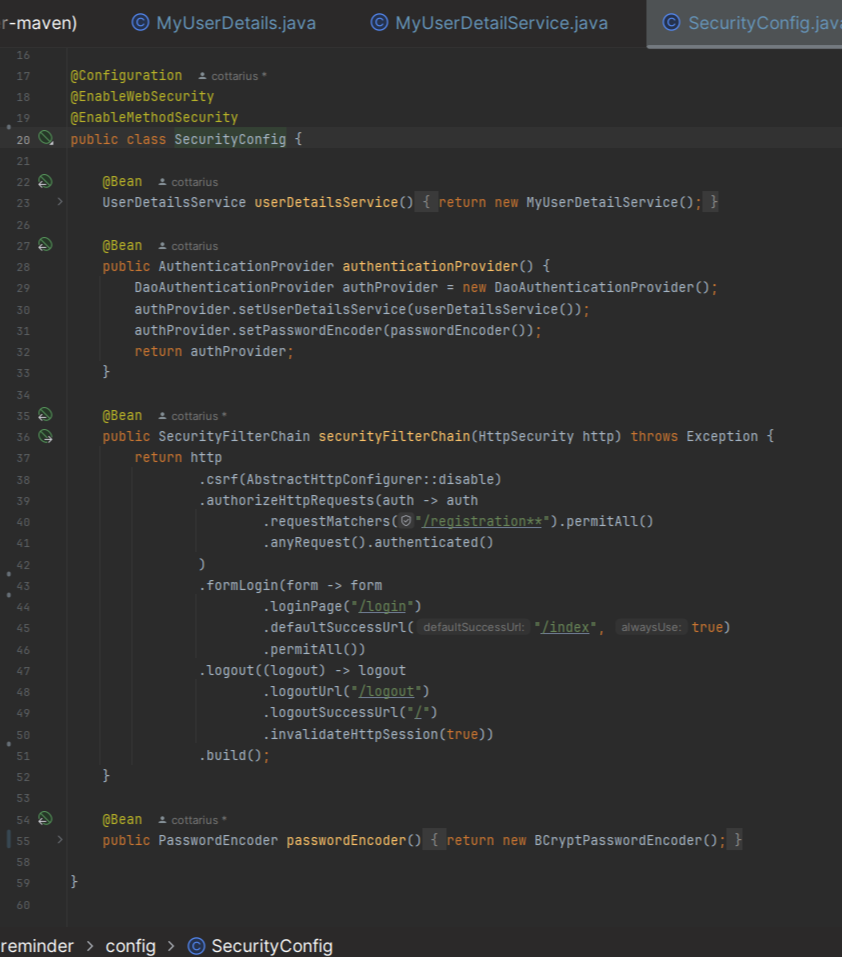 r-maven) MyUserDetails.java MyUserDetailService.java SecurityConfig.java
16
17 @Configuration cottarius *
18 @EnableWebSecurity
19 @EnableMethodSecurity
20 public class SecurityConfig {
21
22 @Bean cottarius
23 UserDetailsService userDetailsService() { return new MyUserDetailService(); }
26
27 @Bean cottarius
28 public AuthenticationProvider authenticationProvider() {
29 DaoAuthenticationProvider authProvider = new DaoAuthenticationProvider();
30 authProvider.setUserDetailsService(userDetailsService());
31 authProvider.setPasswordEncoder(passwordEncoder());
32 return authProvider;
33 }
34
35 @Bean cottarius *
36 public SecurityFilterChain securityFilterChain(HttpSecurity http) throws Exception {
37 return http
38 .csrf(AbstractHttpConfigurer::disable)
39 .authorizeHttpRequests(auth -> auth
40 .requestMatchers("/registration**").permitAll()
41 .anyRequest().authenticated()
42 )
43 .formLogin(form -> form
44 .loginPage("/login")
45 .defaultSuccessUrl( defaultSuccessUrl: "/index", alwaysUse: true)
46 .permitAll())
47 .logout((logout) -> logout
48 .logoutUrl("/logout")
49 .logoutSuccessUrl("/")
50 .invalidateHttpSession(true))
51 .build();
52 }
53
54 @Bean cottarius *
55 public PasswordEncoder passwordEncoder() { return new BCryptPasswordEncoder(); }
58
59 }
60
reminder > config > SecurityConfig